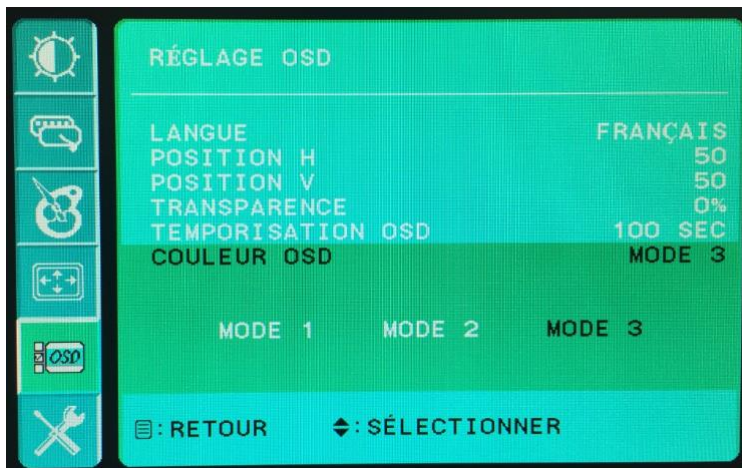 RÉGLAGE OSD
LANGUE FRANÇAIS
POSITION H 50
POSITION V 50
TRANSPARENCE 0%
TEMPORISATION OSD 100 SEC
COULEUR OSD MODE 3
MODE 1 MODE 2 MODE 3
OSD
:RETOUR :SÉLECTIONNER